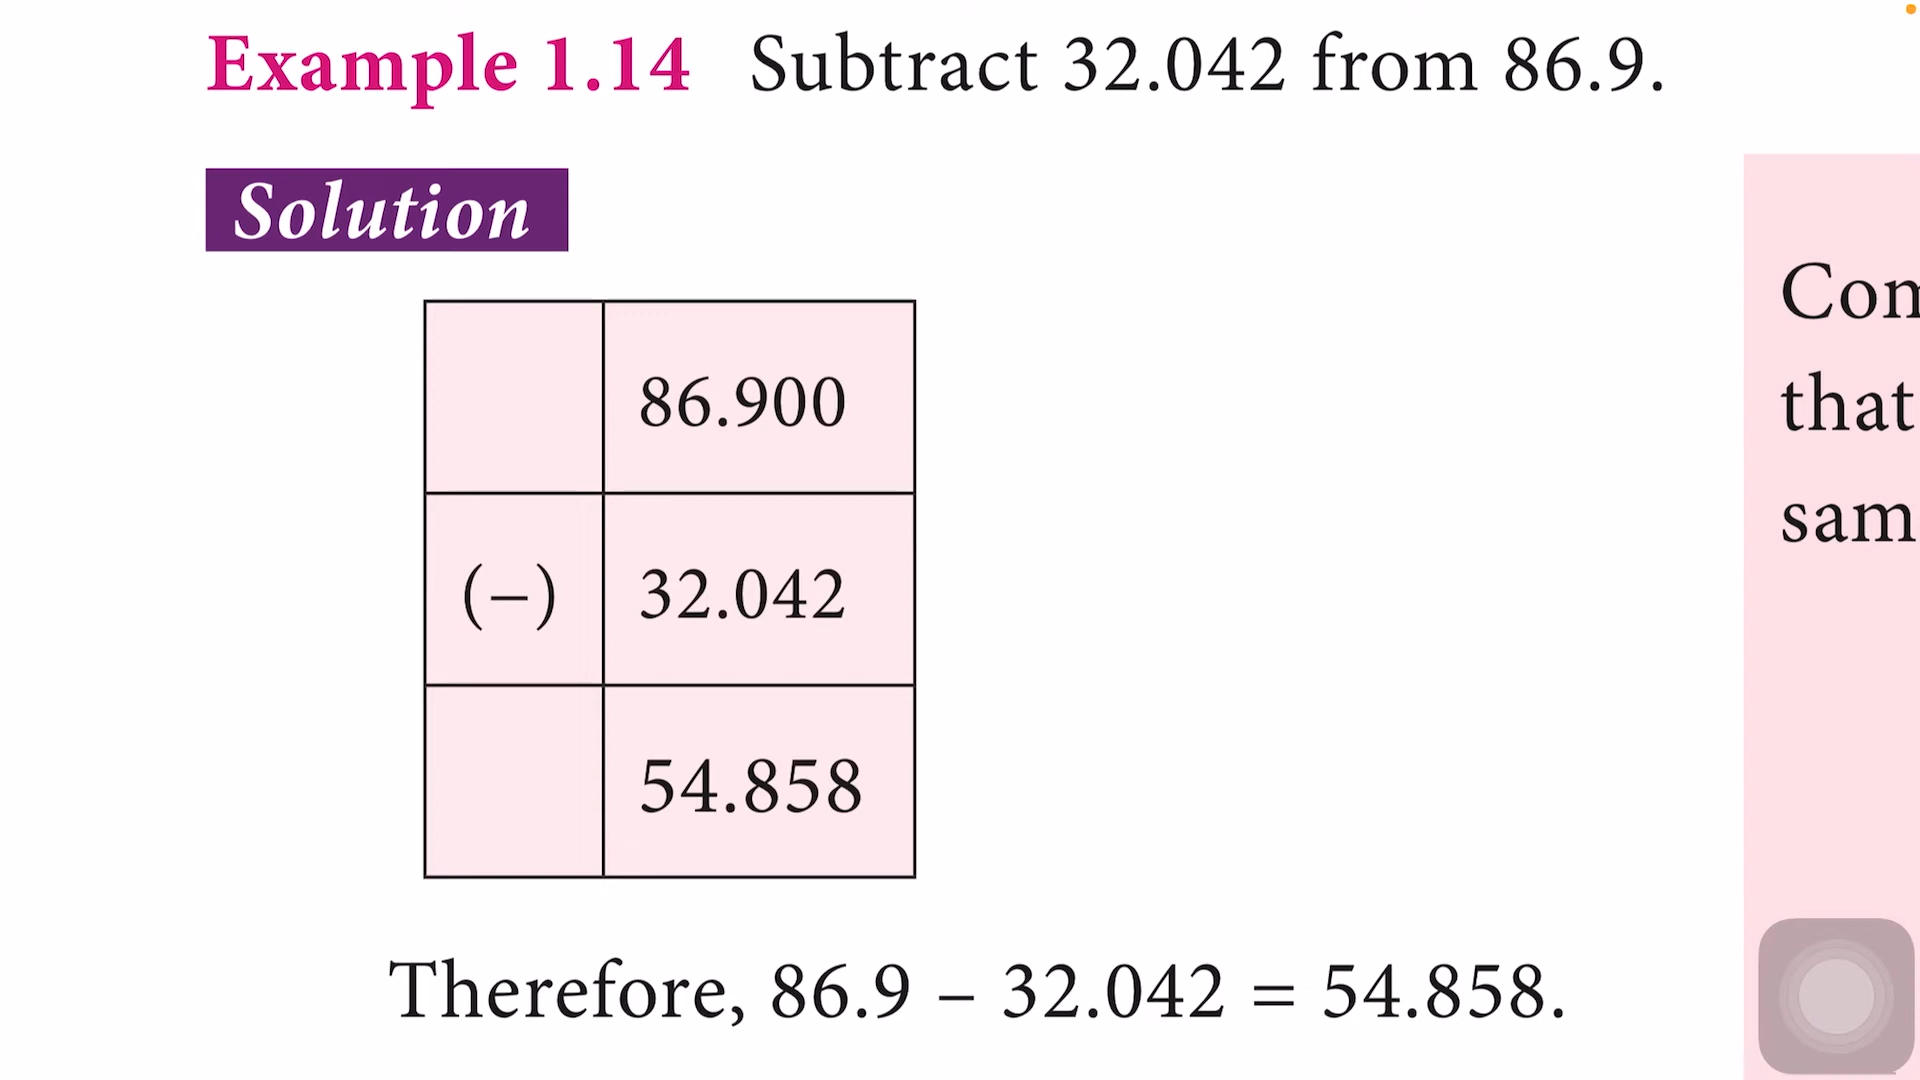 Example 1.14 Subtract 32.042 from 86.9.
Solution
86.900
(–) 32.042
54.858
Therefore, 86.9 – 32.042 = 54.858.
that